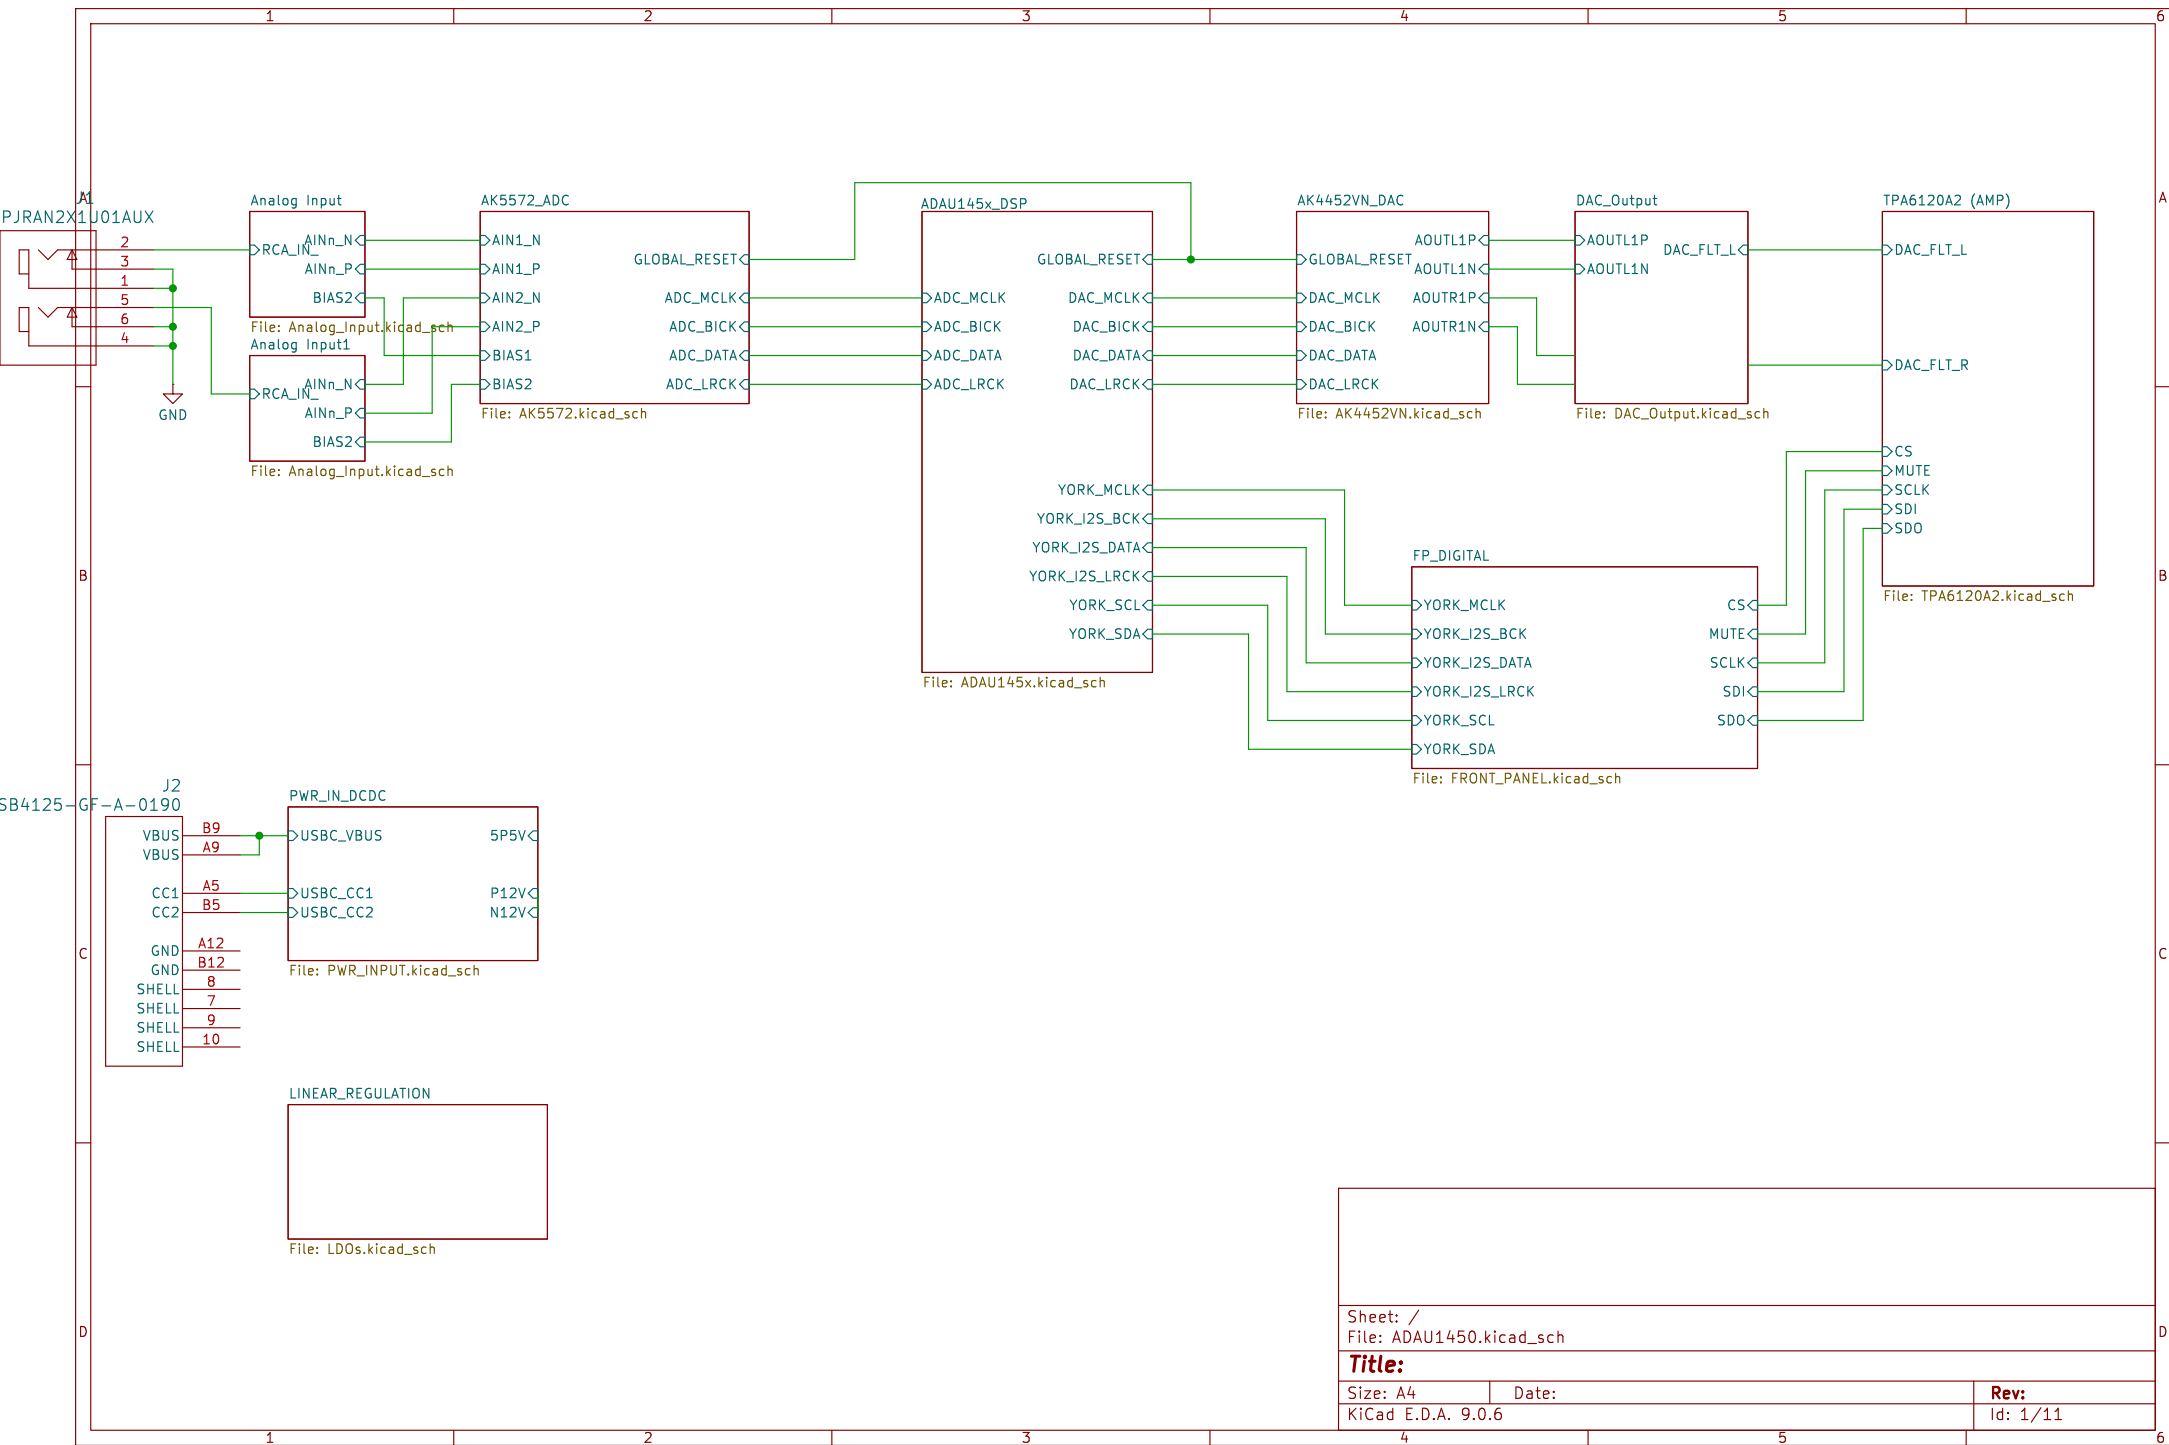 1 2 3 4 5 6
A
J1
PJRAN2X1U01AUX
2
3
1
5
6
4
GND
Analog Input
RCA_IN_
AINn_N
AINn_P
BIAS2
File: Analog_Input.kicad_sch
Analog Input1
RCA_IN_
AINn_N
AINn_P
BIAS2
File: Analog_Input.kicad_sch
AK5572_ADC
AIN1_N
AIN1_P
AIN2_N
AIN2_P
BIAS1
BIAS2
GLOBAL_RESET
ADC_MCLK
ADC_BICK
ADC_DATA
ADC_LRCK
File: AK5572.kicad_sch
ADAU145x_DSP
ADC_MCLK
ADC_BICK
ADC_DATA
ADC_LRCK
GLOBAL_RESET
DAC_MCLK
DAC_BICK
DAC_DATA
DAC_LRCK
YORK_MCLK
YORK_I2S_BCK
YORK_I2S_DATA
YORK_I2S_LRCK
YORK_SCL
YORK_SDA
File: ADAU145x.kicad_sch
AK4452VN_DAC
GLOBAL_RESET
DAC_MCLK
DAC_BICK
DAC_DATA
DAC_LRCK
AOUTL1P
AOUTL1N
AOUTR1P
AOUTR1N
File: AK4452VN.kicad_sch
DAC_Output
AOUTL1P
AOUTL1N
DAC_FLT_L
File: DAC_Output.kicad_sch
TPA6120A2 (AMP)
DAC_FLT_L
DAC_FLT_R
CS
MUTE
SCLK
SDI
SDO
File: TPA6120A2.kicad_sch
A
B
FP_DIGITAL
YORK_MCLK
YORK_I2S_BCK
YORK_I2S_DATA
YORK_I2S_LRCK
YORK_SCL
YORK_SDA
CS
MUTE
SCLK
SDI
SDO
File: FRONT_PANEL.kicad_sch
B
J2
SB4125-GF-A-0190
VBUS B9
VBUS A9
CC1 A5
CC2 B5
GND A12
GND B12
SHELL 8
SHELL 7
SHELL 9
SHELL 10
PWR_IN_DCDC
USBC_VBUS
USBC_CC1
USBC_CC2
5P5V
P12V
N12V
File: PWR_INPUT.kicad_sch
C
C
LINEAR_REGULATION
File: LDOs.kicad_sch
D
D
Sheet: /
File: ADAU1450.kicad_sch
Title:
Size: A4 Date: Rev:
KiCad E.D.A. 9.0.6 Id: 1/11
1 2 3 4 5 6